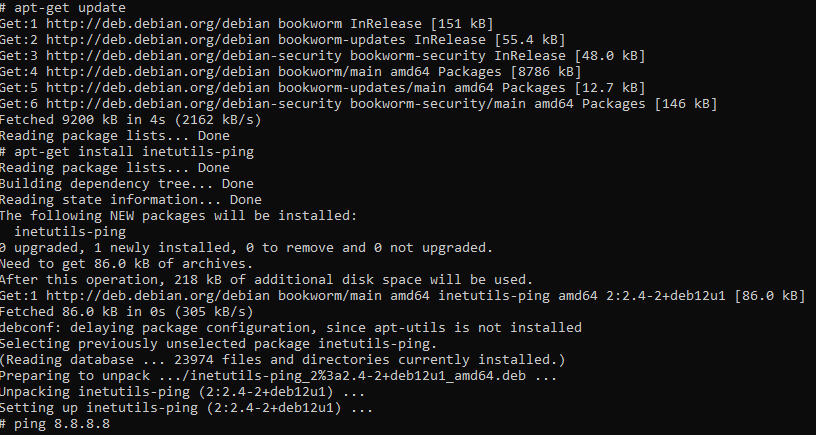 # apt-get update
Get:1 http://deb.debian.org/debian bookworm InRelease [151 kB]
Get:2 http://deb.debian.org/debian bookworm-updates InRelease [55.4 kB]
Get:3 http://deb.debian.org/debian-security bookworm-security InRelease [48.0 kB]
Get:4 http://deb.debian.org/debian bookworm/main amd64 Packages [8786 kB]
Get:5 http://deb.debian.org/debian bookworm-updates/main amd64 Packages [12.7 kB]
Get:6 http://deb.debian.org/debian-security bookworm-security/main amd64 Packages [146 kB]
Fetched 9200 kB in 4s (2162 kB/s)
Reading package lists... Done
# apt-get install inetutils-ping
Reading package lists... Done
Building dependency tree... Done
Reading state information... Done
The following NEW packages will be installed:
  inetutils-ping
0 upgraded, 1 newly installed, 0 to remove and 0 not upgraded.
Need to get 86.0 kB of archives.
After this operation, 218 kB of additional disk space will be used.
Get:1 http://deb.debian.org/debian bookworm/main amd64 inetutils-ping amd64 2:2.4-2+deb12u1 [86.0 kB]
Fetched 86.0 kB in 0s (305 kB/s)
debconf: delaying package configuration, since apt-utils is not installed
Selecting previously unselected package inetutils-ping.
(Reading database ... 23974 files and directories currently installed.)
Preparing to unpack .../inetutils-ping_2%3a2.4-2+deb12u1_amd64.deb ...
Unpacking inetutils-ping (2:2.4-2+deb12u1) ...
Setting up inetutils-ping (2:2.4-2+deb12u1) ...
# ping 8.8.8.8